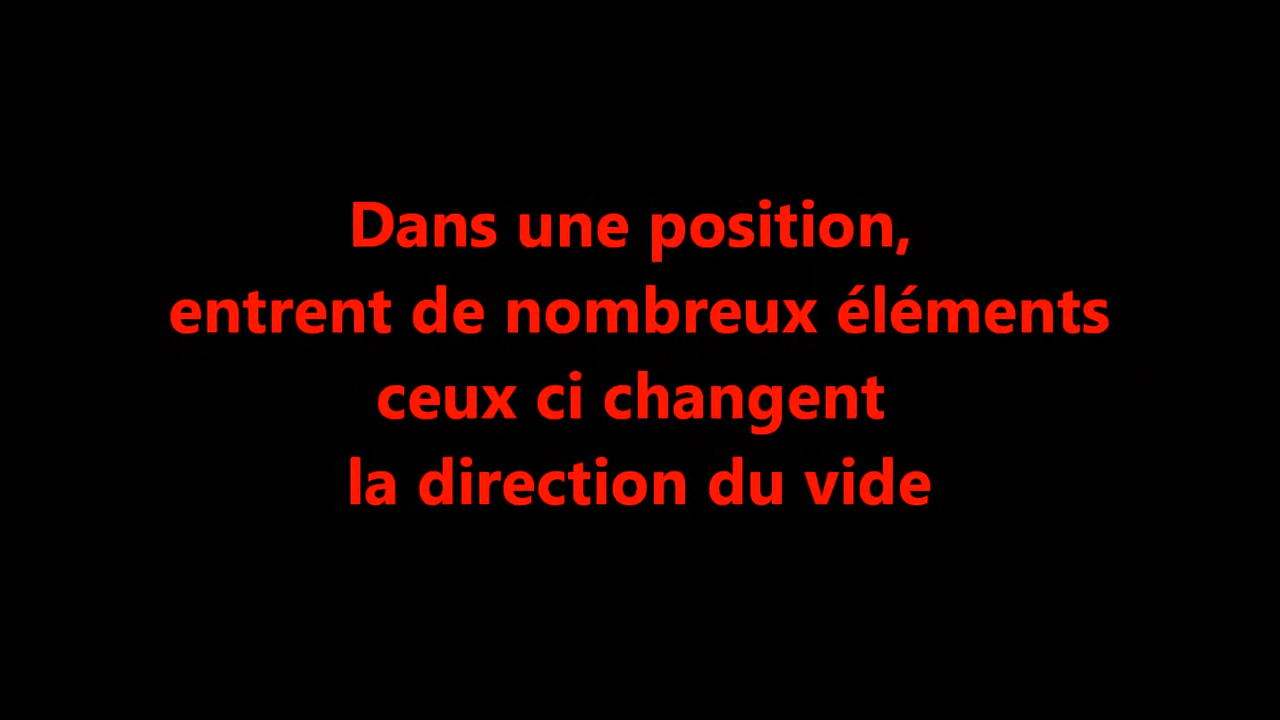 Dans une position,
entrent de nombreux éléments
ceux ci changent
la direction du vide